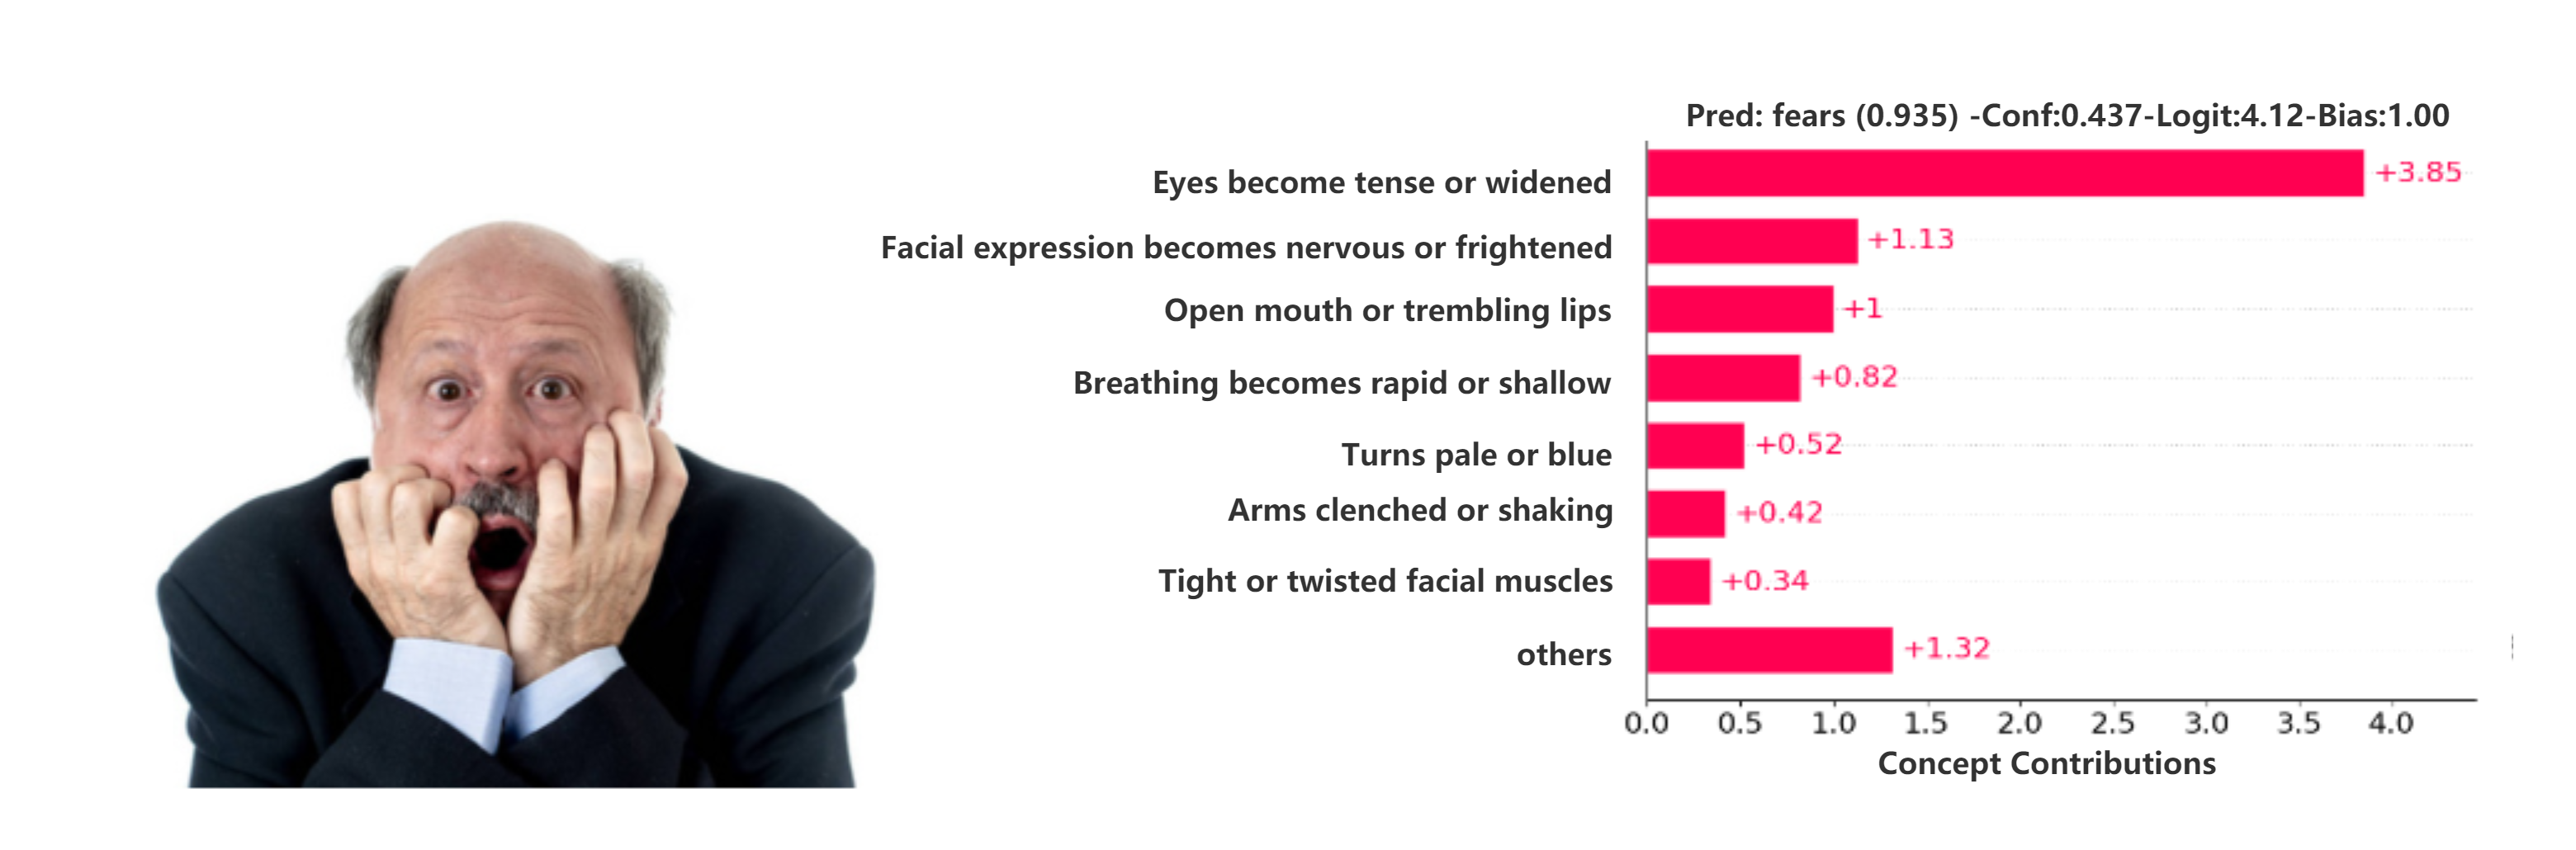 Pred: fears (0.935) -Conf:0.437-Logit:4.12-Bias:1.00
Eyes become tense or widened +3.85
Facial expression becomes nervous or frightened +1.13
Open mouth or trembling lips +1
Breathing becomes rapid or shallow +0.82
Turns pale or blue +0.52
Arms clenched or shaking +0.42
Tight or twisted facial muscles +0.34
others +1.32
0.0 0.5 1.0 1.5 2.0 2.5 3.0 3.5 4.0
Concept Contributions